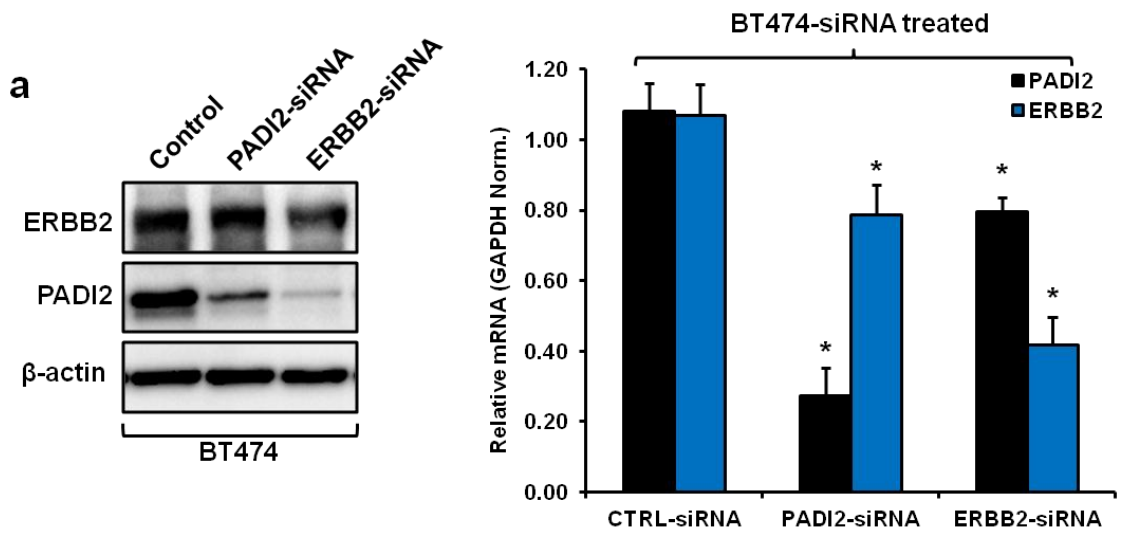 a
Control
PADI2-siRNA
ERBB2-siRNA
ERBB2
PADI2
β-actin
BT474
BT474-siRNA treated
PADI2
ERBB2
Relative mRNA (GAPDH Norm.)
1.20
1.00
0.80
0.60
0.40
0.20
0.00
*
*
*
*
CTRL-siRNA PADI2-siRNA ERBB2-siRNA